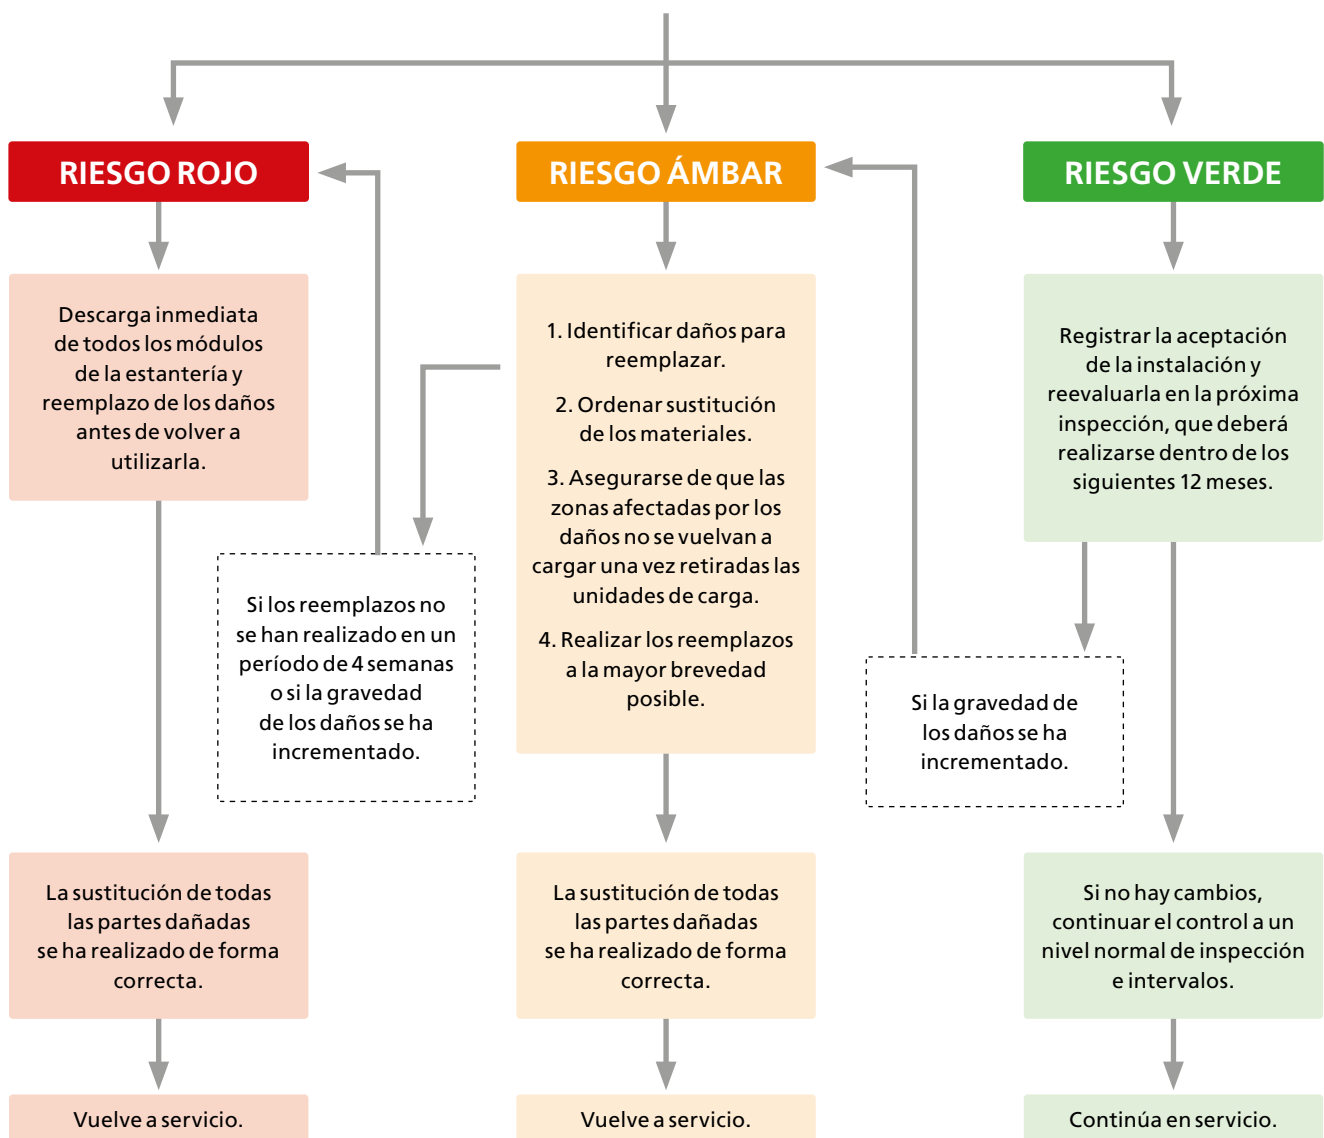 RIESGO ROJO
RIESGO ÁMBAR
RIESGO VERDE
Descarga inmediata
de todos los módulos
de la estantería y
reemplazo de los daños
antes de volver a
utilizarla.
Si los reemplazos no
se han realizado en un
período de 4 semanas
o si la gravedad
de los daños se ha
incrementado.
1. Identificar daños para
reemplazar.
2. Ordenar sustitución
de los materiales.
3. Asegurarse de que las
zonas afectadas por los
daños no se vuelvan a
cargar una vez retiradas las
unidades de carga.
4. Realizar los reemplazos
a la mayor brevedad
posible.
Registrar la aceptación
de la instalación y
reevaluarla en la próxima
inspección, que deberá
realizarse dentro de los
siguientes 12 meses.
Si la gravedad de
los daños se ha
incrementado.
La sustitución de todas
las partes dañadas
se ha realizado de forma
correcta.
La sustitución de todas
las partes dañadas
se ha realizado de forma
correcta.
Si no hay cambios,
continuar el control a un
nivel normal de inspección
e intervalos.
Vuelve a servicio.
Vuelve a servicio.
Continúa en servicio.